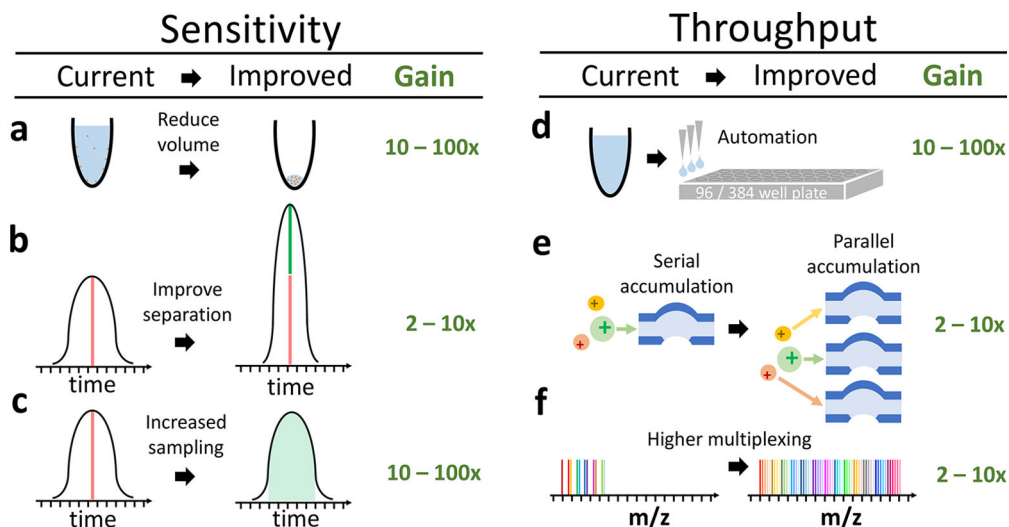 Sensitivity
Current Improved Gain
a Reduce
volume
10 – 100x
b Improve
separation
2 – 10x
time time
c Increased
sampling
10 – 100x
time time
Throughput
Current Improved Gain
d Automation
10 – 100x
96 / 384 well plate
e Serial
accumulation
Parallel
accumulation
+ + +
+ + +
2 – 10x
f Higher multiplexing
2 – 10x
m/z m/z